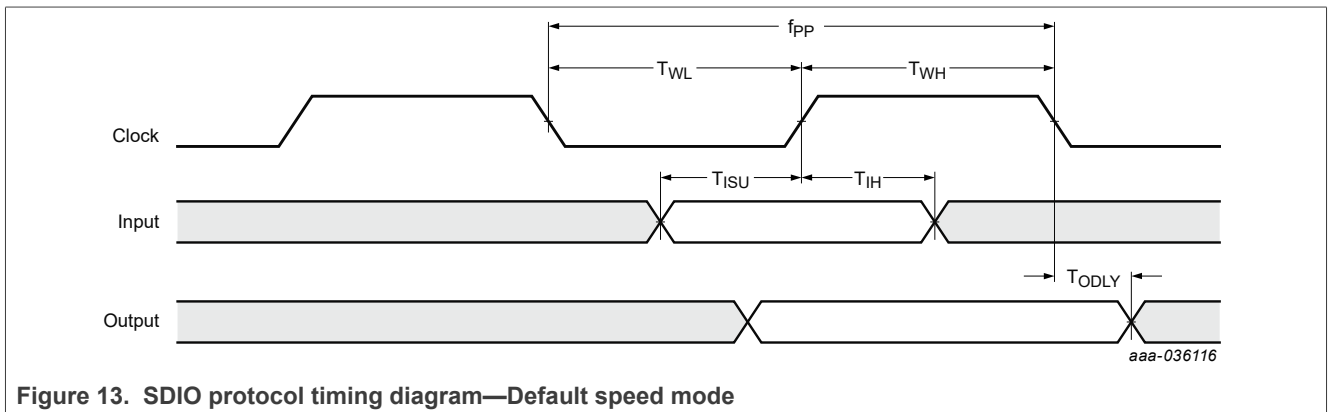 fPP
TWL
TWH
Clock
TISU
TIH
Input
TODLY
Output
aaa-036116
Figure 13. SDIO protocol timing diagram—Default speed mode